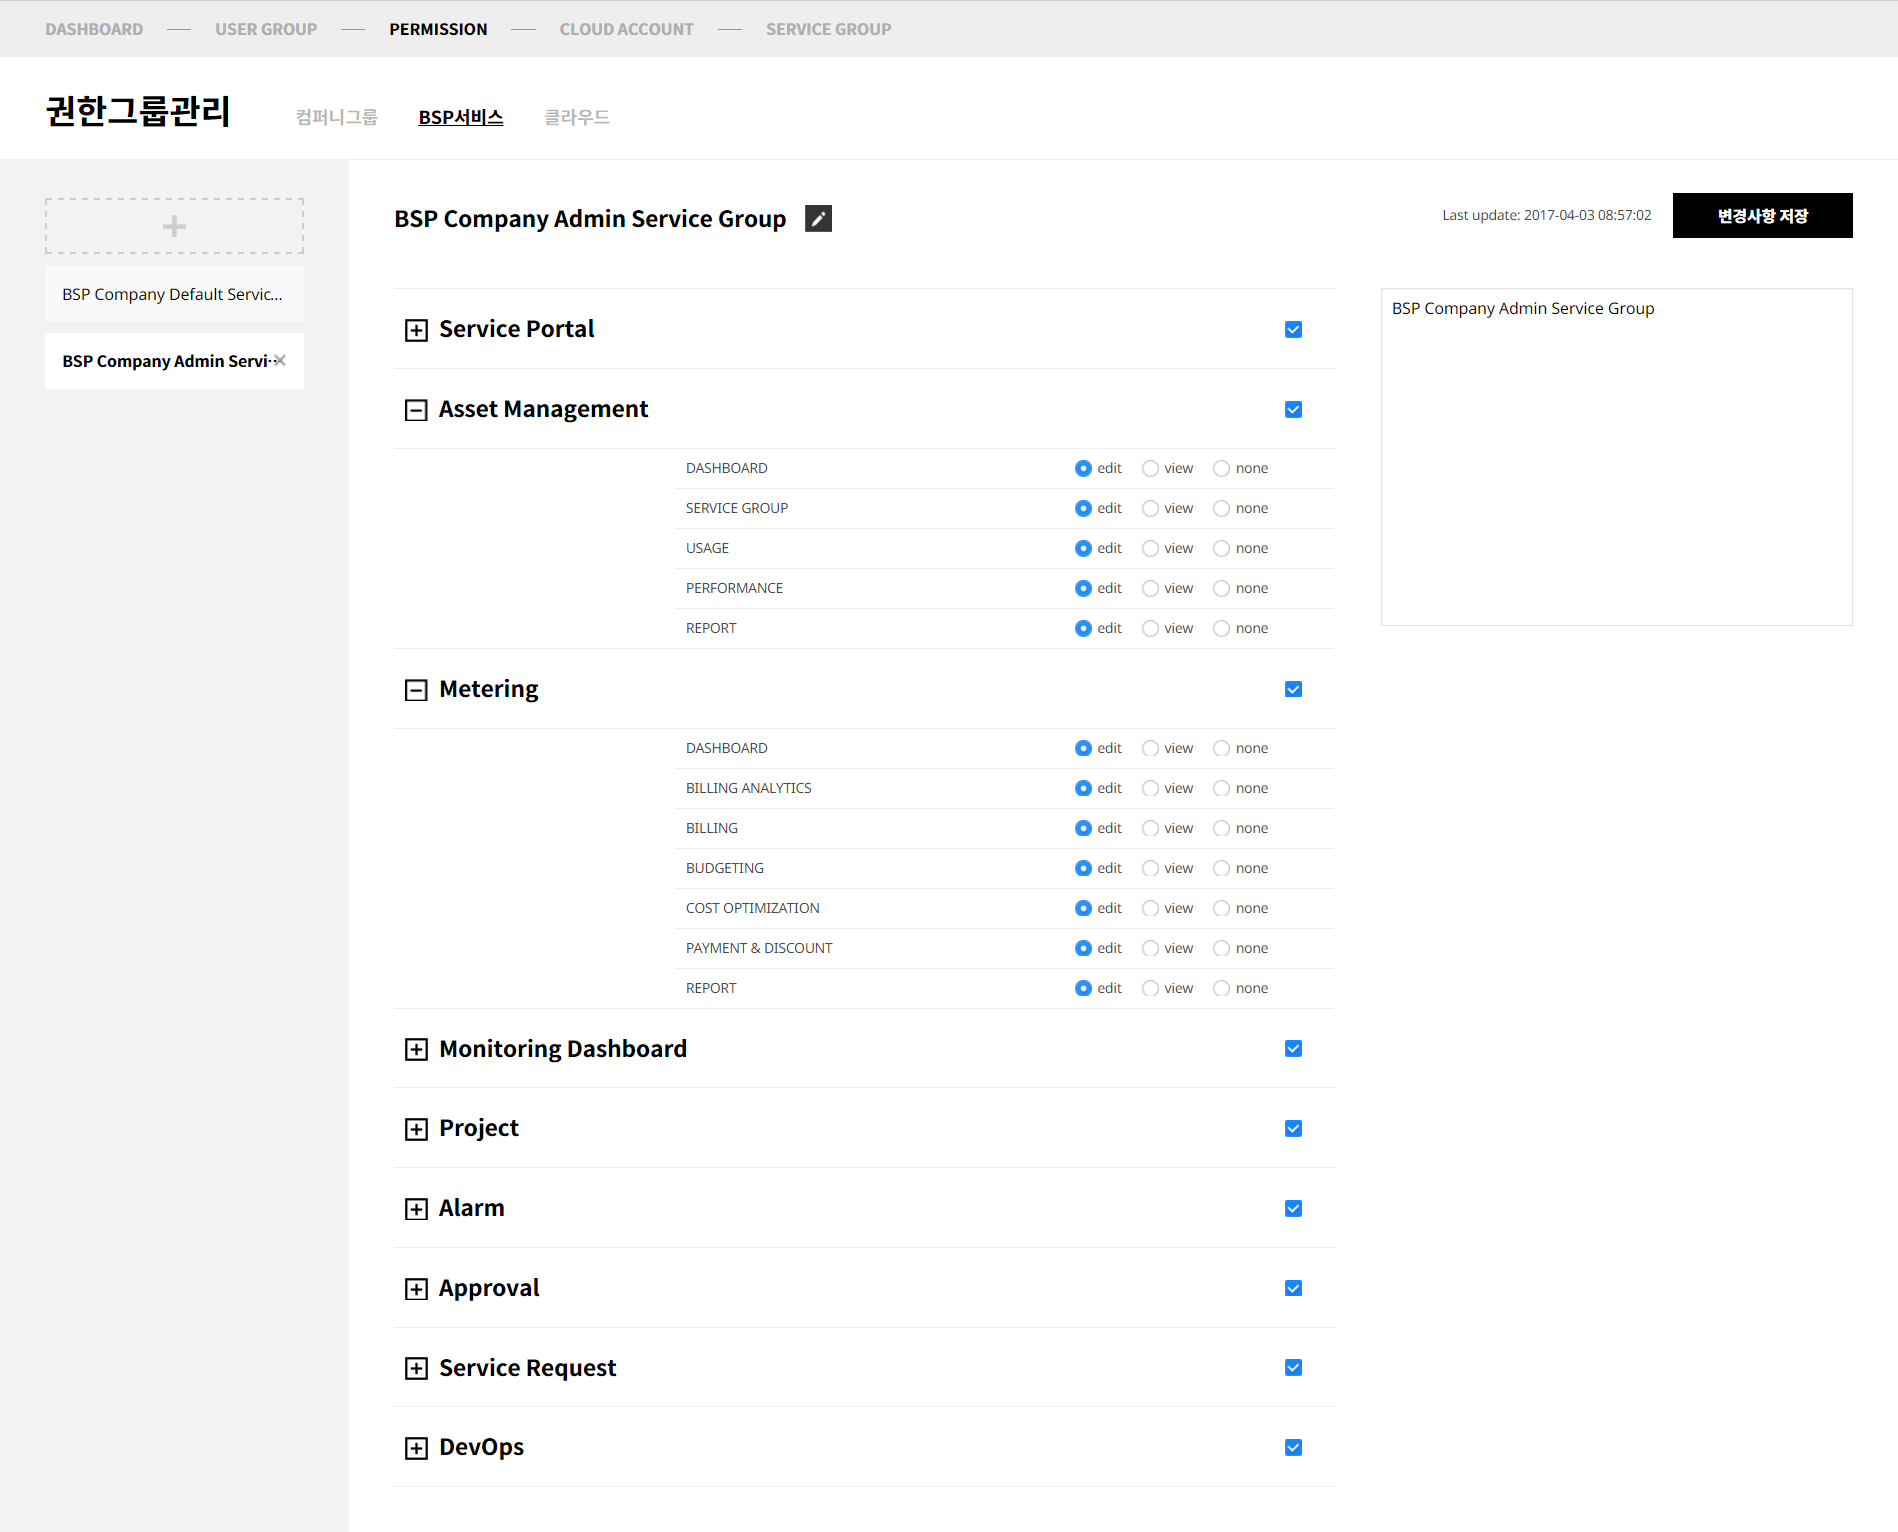 DASHBOARD — USER GROUP — PERMISSION — CLOUD ACCOUNT — SERVICE GROUP
권한그룹관리 컴퍼니그룹 BSP서비스 클라우드
BSP Company Default Servic...
BSP Company Admin Servi...
BSP Company Admin Service Group
Last update: 2017-04-03 08:57:02 변경사항 저장
Service Portal
Asset Management
DASHBOARD edit view none
SERVICE GROUP edit view none
USAGE edit view none
PERFORMANCE edit view none
REPORT edit view none
Metering
DASHBOARD edit view none
BILLING ANALYTICS edit view none
BILLING edit view none
BUDGETING edit view none
COST OPTIMIZATION edit view none
PAYMENT & DISCOUNT edit view none
REPORT edit view none
Monitoring Dashboard
Project
Alarm
Approval
Service Request
DevOps
BSP Company Admin Service Group